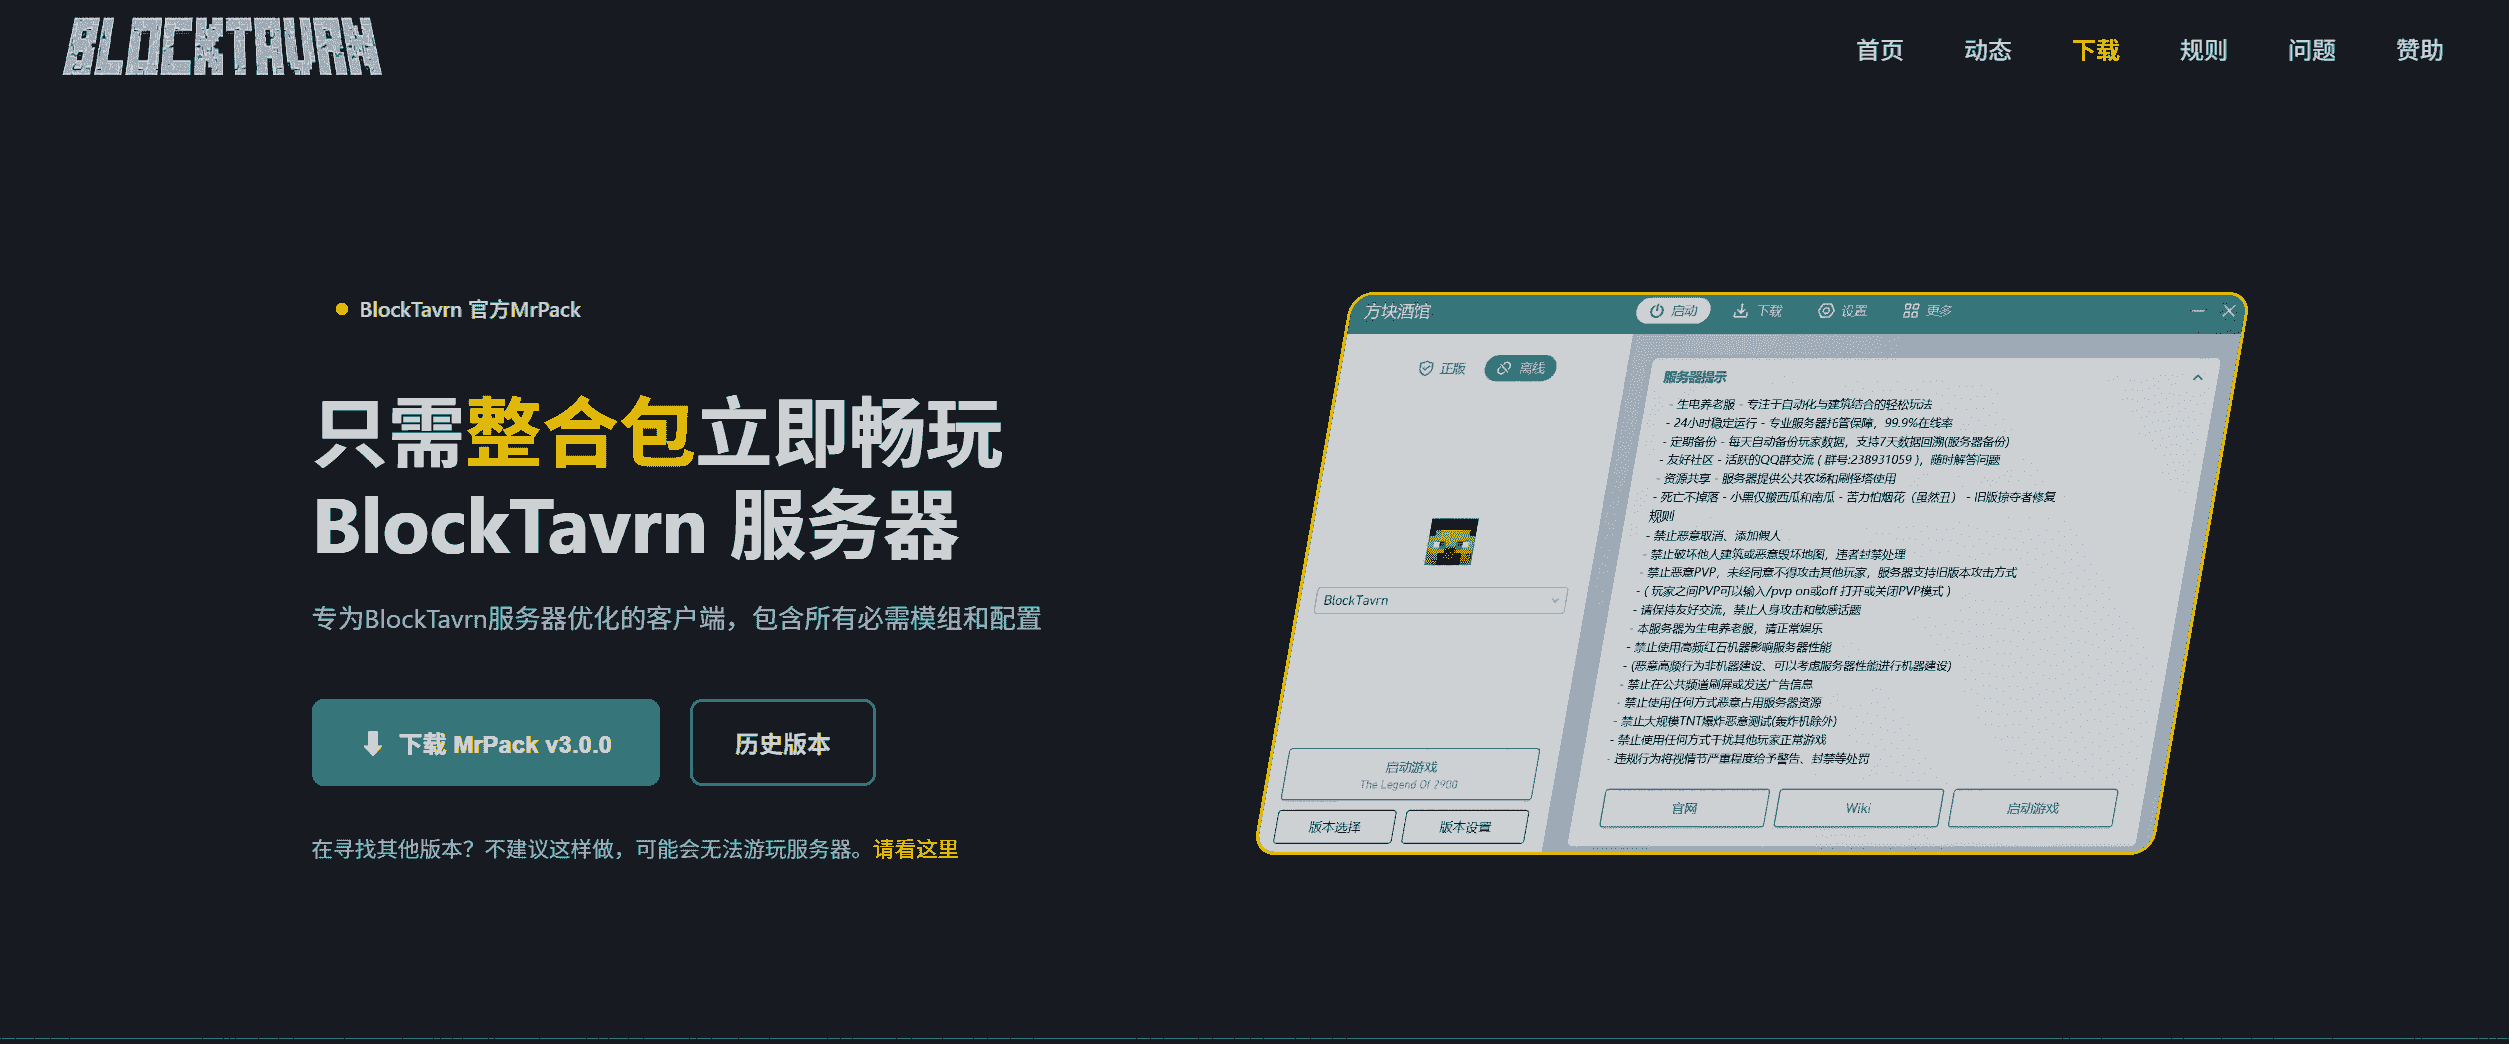 BLOCKTAVRN
首页 动态 下载 规则 问题 赞助
BlockTavrn 官方MrPack
只需整合包立即畅玩
BlockTavrn 服务器
专为BlockTavrn服务器优化的客户端，包含所有必需模组和配置
下载 MrPack v3.0.0
历史版本
在寻找其他版本？不建议这样做，可能会无法游玩服务器。请看这里
方块酒馆
启动 下载 设置 更多
正版 离线
BlockTavrn
启动游戏
The Legend Of 2900
版本选择 版本设置
服务器提示
- 生电养老服 - 专注于自动化与建筑结合的轻松玩法
- 24小时稳定运行 - 专业服务器托管保障，99.9%在线率
- 定期备份 - 每天自动备份玩家数据，支持7天数据回溯(服务器备份)
- 友好社区 - 活跃的QQ群交流 ( 群号:238931059 )，随时解答问题
- 资源共享 - 服务器提供公共农场和刷怪塔使用
- 死亡不掉落 - 小黑仅搬西瓜和南瓜 - 苦力怕烟花（虽然丑） - 旧版掠夺者修复
规则
- 禁止恶意取消、添加假人
- 禁止破坏他人建筑或恶意毁坏地图，违者封禁处理
- 禁止恶意PVP，未经同意不得攻击其他玩家，服务器支持旧版本攻击方式
- ( 玩家之间PVP可以输入/pvp on或off 打开或关闭PVP模式 )
- 请保持友好交流，禁止人身攻击和敏感话题
- 本服务器为生电养老服，请正常娱乐
- 禁止使用高频红石机器影响服务器性能
- (恶意高频行为非机器建设、可以考虑服务器性能进行机器建设)
- 禁止在公共频道刷屏或发送广告信息
- 禁止使用任何方式恶意占用服务器资源
- 禁止大规模TNT爆炸恶意测试(轰炸机除外)
- 禁止使用任何方式干扰其他玩家正常游戏
- 违规行为将视情节严重程度给予警告、封禁等处罚
官网 Wiki 启动游戏